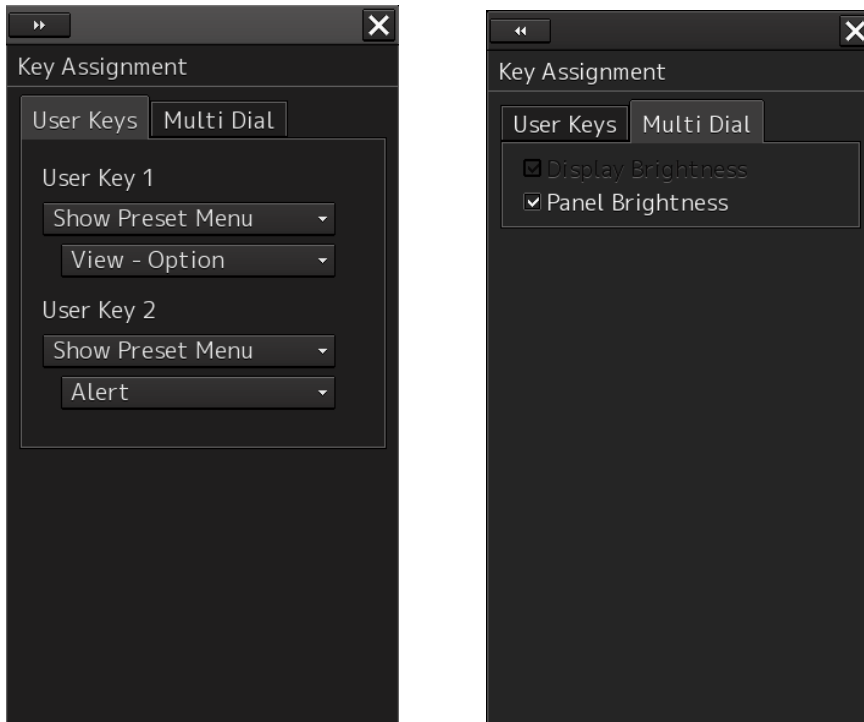 Key Assignment
User Keys
Multi Dial
User Key 1
Show Preset Menu
View - Option
User Key 2
Show Preset Menu
Alert
Key Assignment
User Keys
Multi Dial
Display Brightness
Panel Brightness